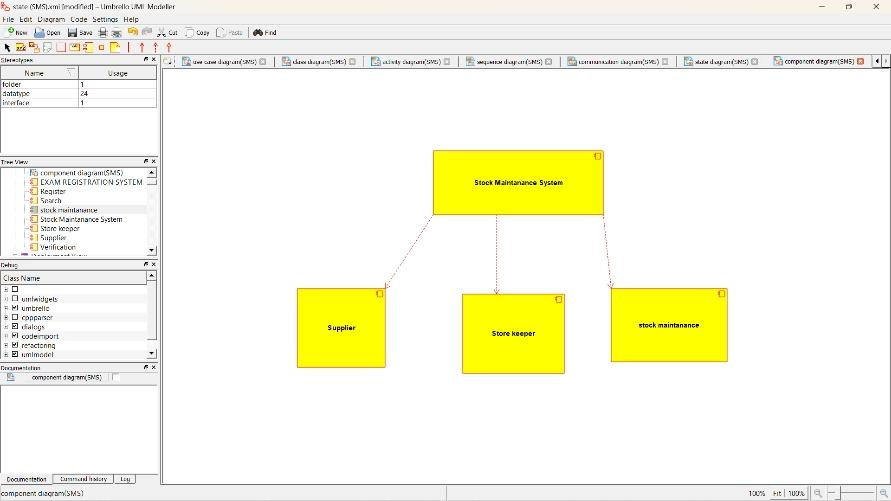 state (SMS).xmi [modified] – Umbrello UML Modeller
File Edit Diagram Code Settings Help
New Open Save Cut Copy Paste Find
Stereotypes
Name Usage
folder 1
datatype 24
interface 1
use case diagram(SMS) class diagram(SMS) activity diagram(SMS) sequence diagram(SMS) communication diagram(SMS) state diagram(SMS) component diagram(SMS)
Tree View
component diagram(SMS)
EXAM REGISTRATION SYSTEM
Register
Search
stock maintanance
Stock Maintanance System
Store keeper
Supplier
Verification
Deployment View
Debug
Class Name
umlwidgets
umbrello
cppparser
dialogs
codeimport
refactoring
umlmodel
Documentation
component diagram(SMS)
Documentation Command history Log
Stock Maintanance System
Supplier
Store keeper
stock maintanance
component diagram(SMS)
100% Fit 100%